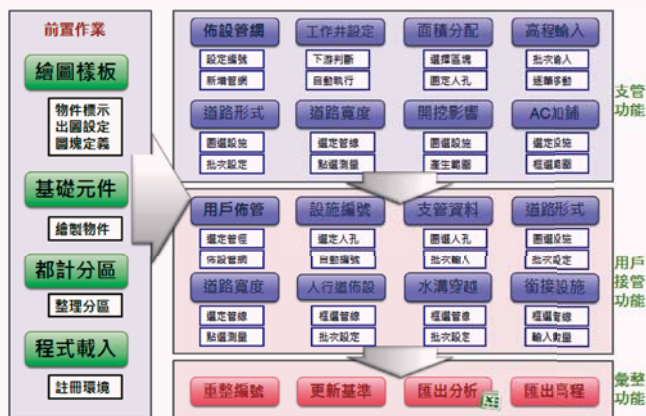 前置作業
繪圖樣板
物件標示
出圖設定
圖塊定義
基礎元件
繪製物件
都計分區
整理分區
程式載入
註冊環境
佈設管網
設定編號
新增管網
工作井設定
下游判斷
自動執行
面積分配
選擇區塊
圈定人孔
高程輸入
批次輸入
逐筆移動
道路形式
圈選設施
批次設定
道路寬度
選定管線
點選測量
開挖影響
圈選設施
產生範圍
AC加鋪
選定設施
框選範圍
支管
功能
用戶佈管
選定管徑
佈設管網
設施編號
選定人孔
自動編號
支管資料
圈選人孔
批次輸入
道路形式
圈選設施
批次設定
道路寬度
選定管線
點選測量
人行道佈設
框選管線
批次設定
水溝穿越
框選管線
批次設定
銜接設施
框選管線
輸入數量
用戶
接管
功能
重整編號
更新基準
匯出分析
匯出高程
彙整
功能